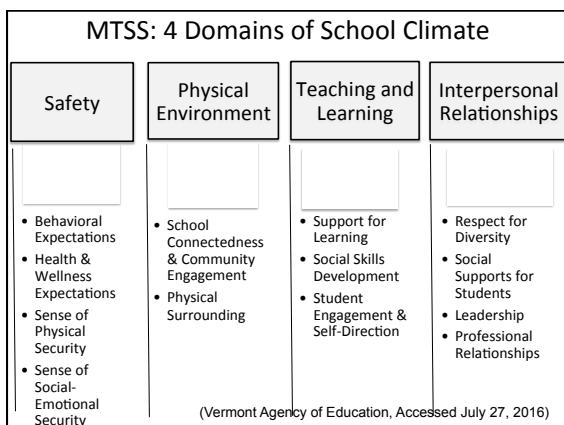 MTSS: 4 Domains of School Climate
Safety
Physical
Environment
Teaching and
Learning
Interpersonal
Relationships
• Behavioral
Expectations
• Health &
Wellness
Expectations
• Sense of
Physical
Security
• Sense of
Social-
Emotional
Security
• School
Connectedness
& Community
Engagement
• Physical
Surrounding
• Support for
Learning
• Social Skills
Development
• Student
Engagement &
Self-Direction
• Respect for
Diversity
• Social
Supports for
Students
• Leadership
• Professional
Relationships
(Vermont Agency of Education, Accessed July 27, 2016)